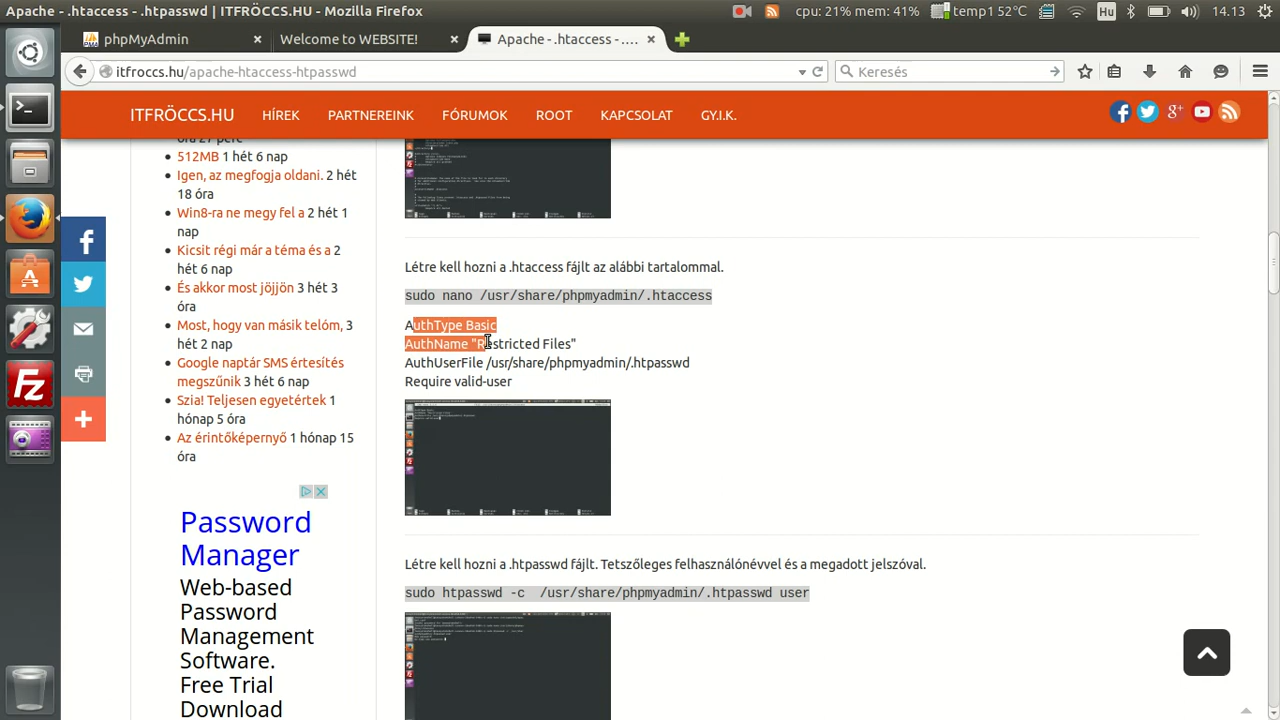 Apache - .htaccess - .htpasswd | ITFRÖCCS.HU - Mozilla Firefox
cpu: 21% mem: 41%
temp1 52°C
Hu
14.13
phpMyAdmin
Welcome to WEBSITE!
Apache - .htaccess - ....
itfroccs.hu/apache-htaccess-htpasswd
Keresés
ITFRÖCCS.HU
HÍREK
PARTNEREINK
FÓRUMOK
ROOT
KAPCSOLAT
GY.I.K.
óra 27 perc
512MB 1 hét 6 nap
Igen, az megfogja oldani. 2 hét
18 óra
Win8-ra ne megy fel a 2 hét 1
nap
Kicsit régi már a téma és a 2
hét 6 nap
És akkor most jöjjön 3 hét 3
óra
Most, hogy van másik telóm, 3
hét 2 nap
Google naptár SMS értesítés
megszűnik 3 hét 6 nap
Szia! Teljesen egyetértek 1
hónap 5 óra
Az érintőképernyő 1 hónap 15
óra
Password
Manager
Web-based
Password
Management
Software.
Free Trial
Download
Létre kell hozni a .htaccess fájlt az alábbi tartalommal.
sudo nano /usr/share/phpmyadmin/.htaccess
AuthType Basic
AuthName "Restricted Files"
AuthUserFile /usr/share/phpmyadmin/.htpasswd
Require valid-user
Létre kell hozni a .htpasswd fájlt. Tetszőleges felhasználónévvel és a megadott jelszóval.
sudo htpasswd -c  /usr/share/phpmyadmin/.htpasswd user